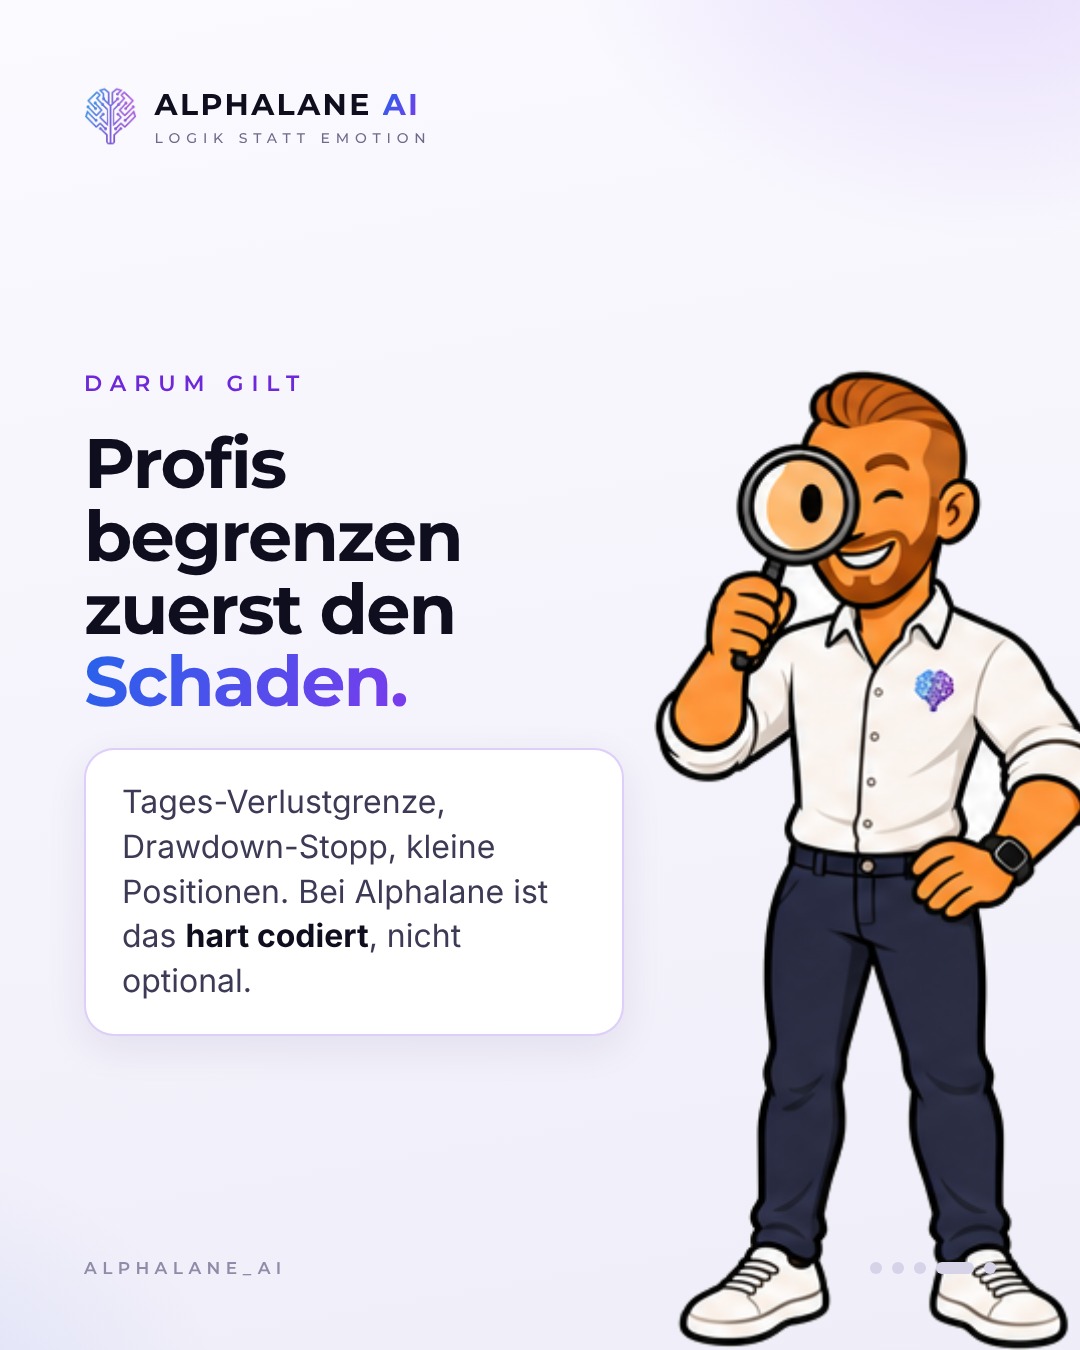 ALPHALANE AI
LOGIK STATT EMOTION
DARUM GILT
Profis
begrenzen
zuerst den
Schaden.
Tages-Verlustgrenze,
Drawdown-Stopp, kleine
Positionen. Bei Alphalane ist
das hart codiert, nicht
optional.
ALPHALANE_AI